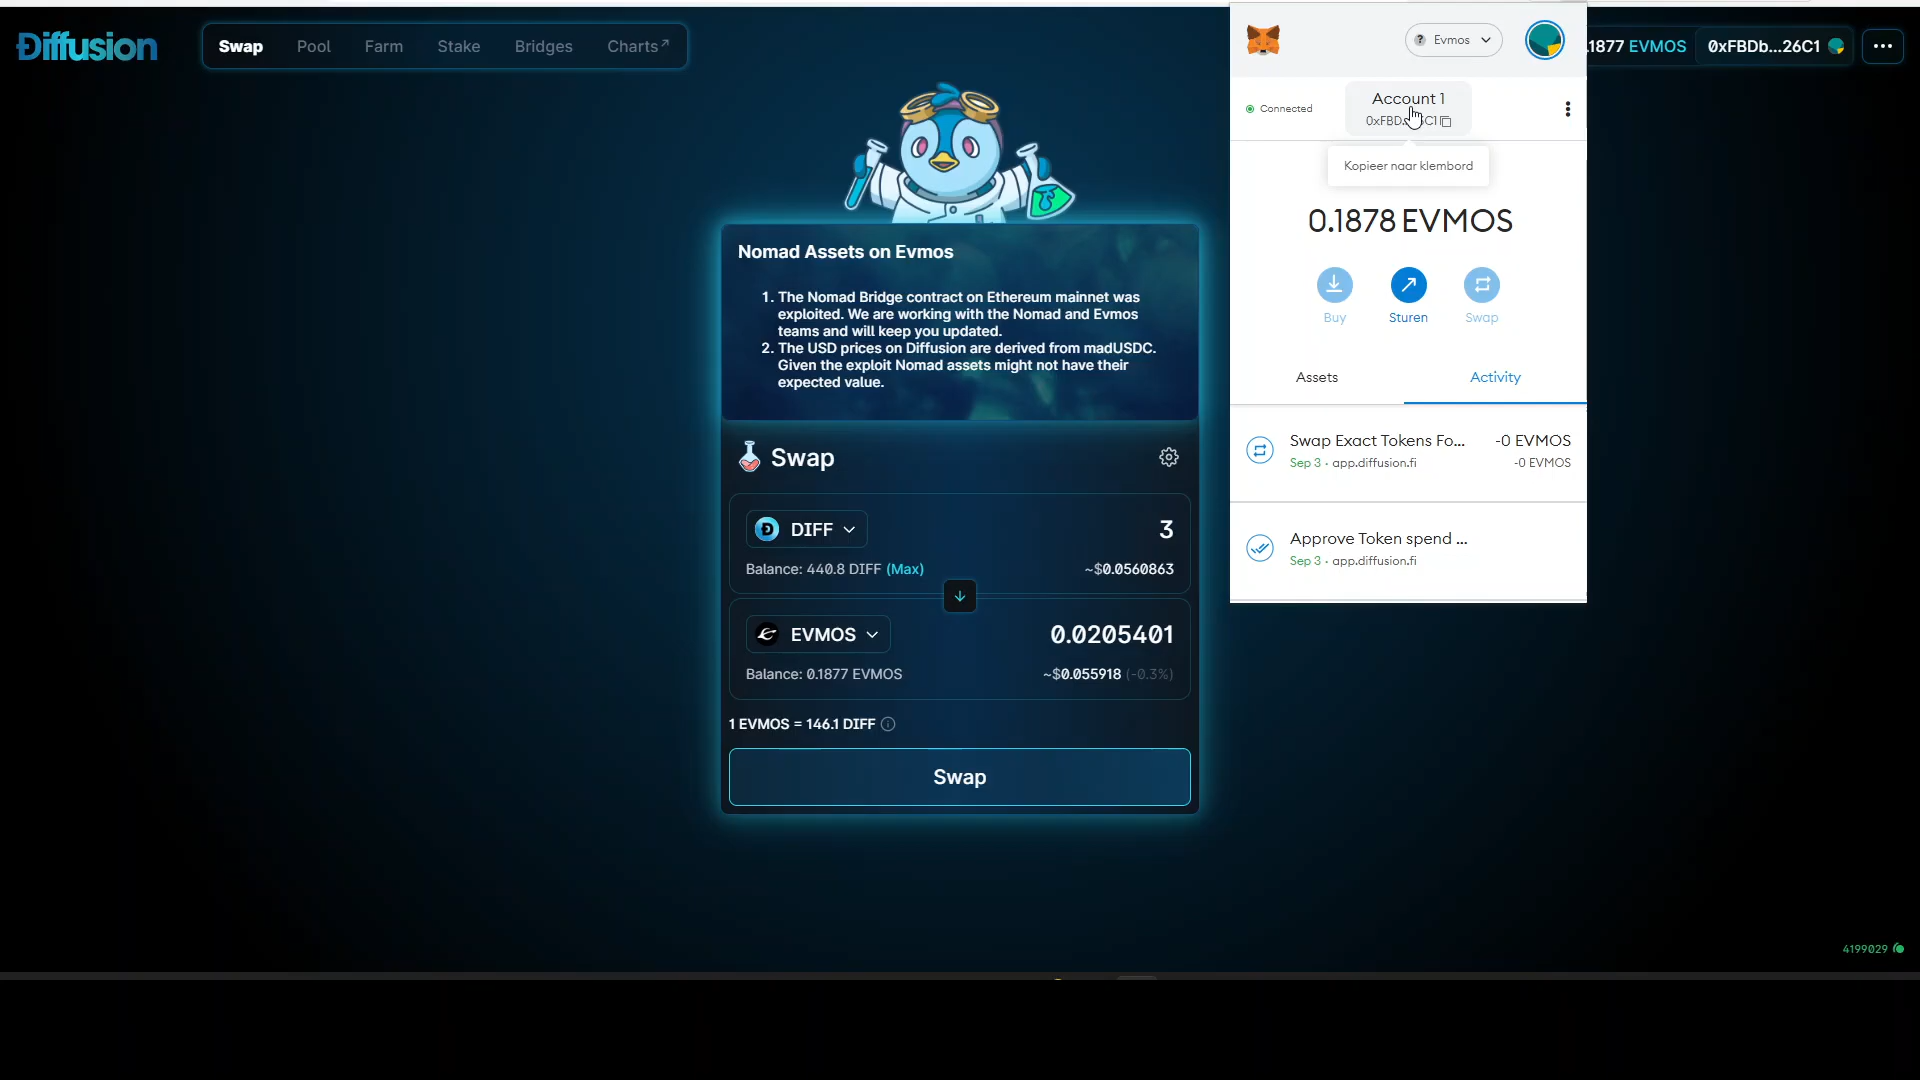 Diffusion
Swap
Pool
Farm
Stake
Bridges
Charts↗
.1877 EVMOS
0xFBDb...26C1
Evmos
Connected
Account 1
Kopieer naar klembord
0.1878 EVMOS
Buy
Sturen
Swap
Assets
Activity
Swap Exact Tokens Fo...
-0 EVMOS
Sep 3 · app.diffusion.fi
-0 EVMOS
Approve Token spend ...
Sep 3 · app.diffusion.fi
Nomad Assets on Evmos
1. The Nomad Bridge contract on Ethereum mainnet was
exploited. We are working with the Nomad and Evmos
teams and will keep you updated.
2. The USD prices on Diffusion are derived from madUSDC.
Given the exploit Nomad assets might not have their
expected value.
Swap
DIFF
3
Balance: 440.8 DIFF (Max)
~$0.0560863
EVMOS
0.0205401
Balance: 0.1877 EVMOS
~$0.055918 (-0.3%)
1 EVMOS = 146.1 DIFF
Swap
4199029